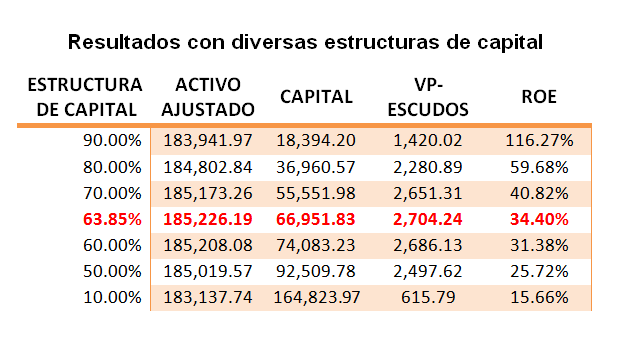 Resultados con diversas estructuras de capital
ESTRUCTURA DE CAPITAL ACTIVO AJUSTADO CAPITAL VP-ESCUDOS ROE
90.00% 183,941.97 18,394.20 1,420.02 116.27%
80.00% 184,802.84 36,960.57 2,280.89 59.68%
70.00% 185,173.26 55,551.98 2,651.31 40.82%
63.85% 185,226.19 66,951.83 2,704.24 34.40%
60.00% 185,208.08 74,083.23 2,686.13 31.38%
50.00% 185,019.57 92,509.78 2,497.62 25.72%
10.00% 183,137.74 164,823.97 615.79 15.66%